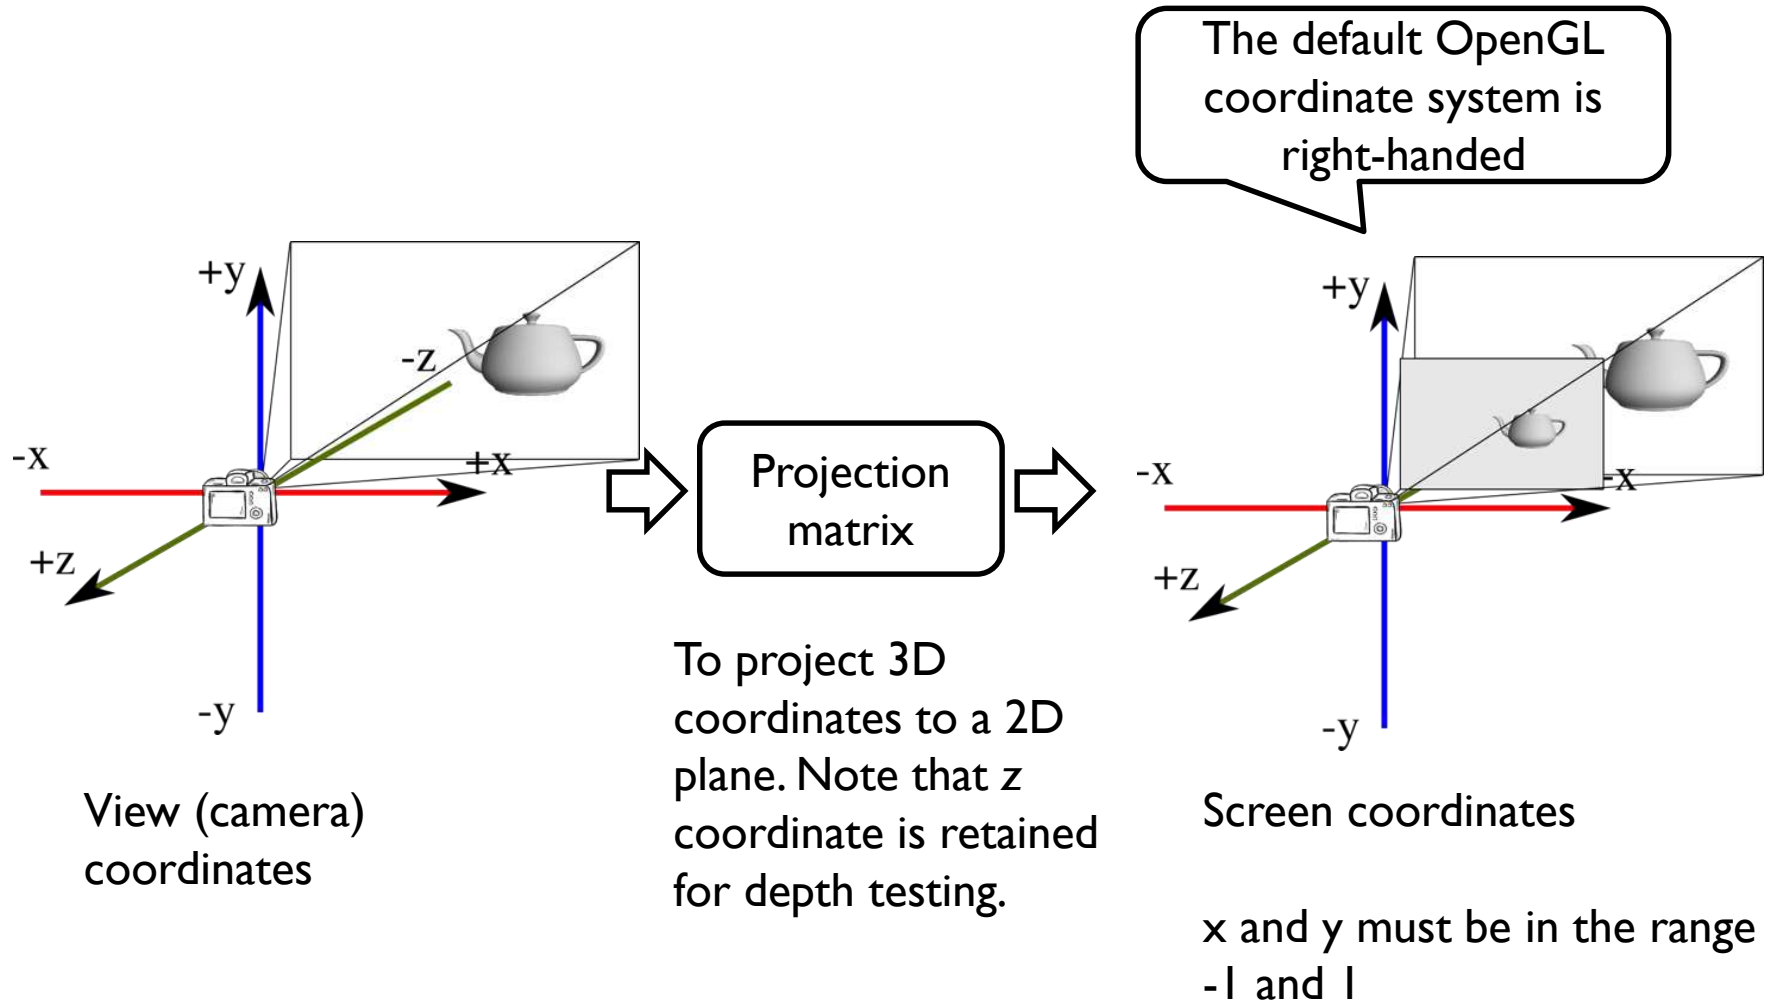 The default OpenGL
coordinate system is
right-handed
+y
-z
-x
+x
+z
-y
View (camera)
coordinates
Projection
matrix
To project 3D
coordinates to a 2D
plane. Note that z
coordinate is retained
for depth testing.
+y
-x
-x
+z
-y
Screen coordinates
x and y must be in the range
-1 and 1